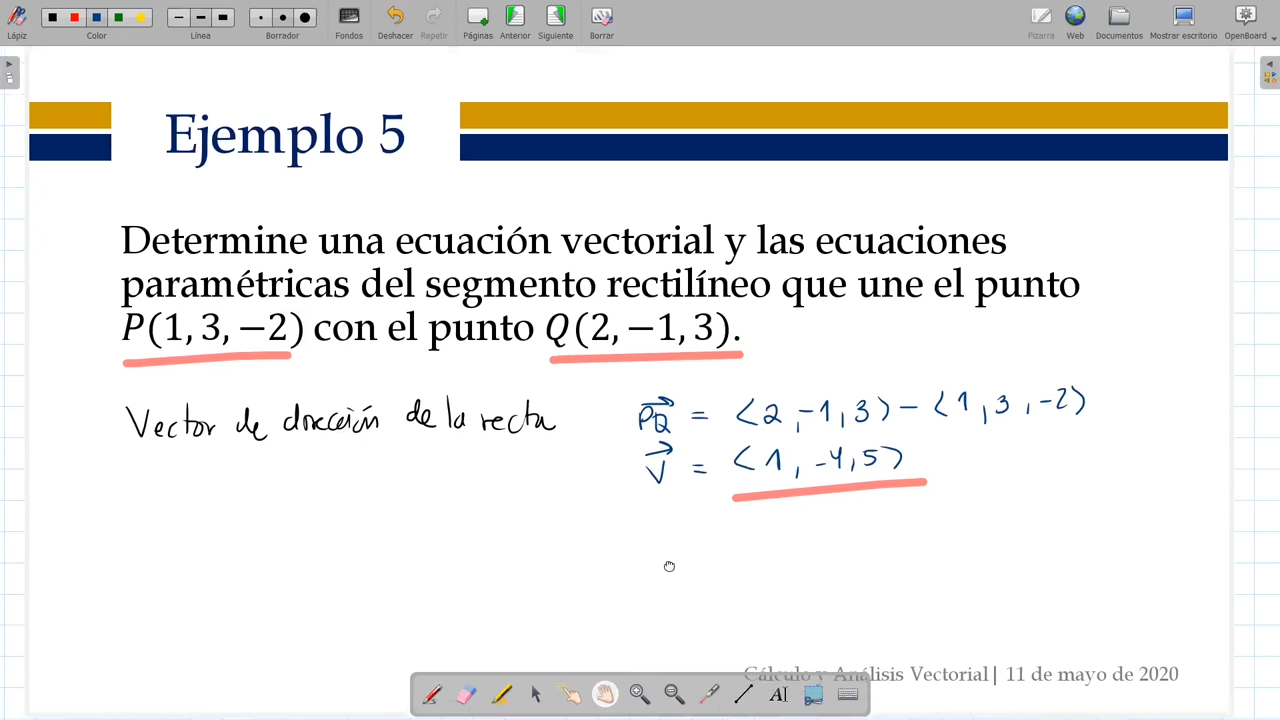 Lápiz Color Línea Borrador Fondos Deshacer Repetir Páginas Anterior Siguiente Borrar Pizarra Web Documentos Mostrar escritorio OpenBoard
Ejemplo 5
Determine una ecuación vectorial y las ecuaciones
paramétricas del segmento rectilíneo que une el punto
P(1, 3, −2) con el punto Q(2, −1, 3).
Vector de dirección de la recta
PQ = <2, -1, 3> - <1, 3, -2>
V = <1, -4, 5>
Cálculo y Análisis Vectorial| 11 de mayo de 2020